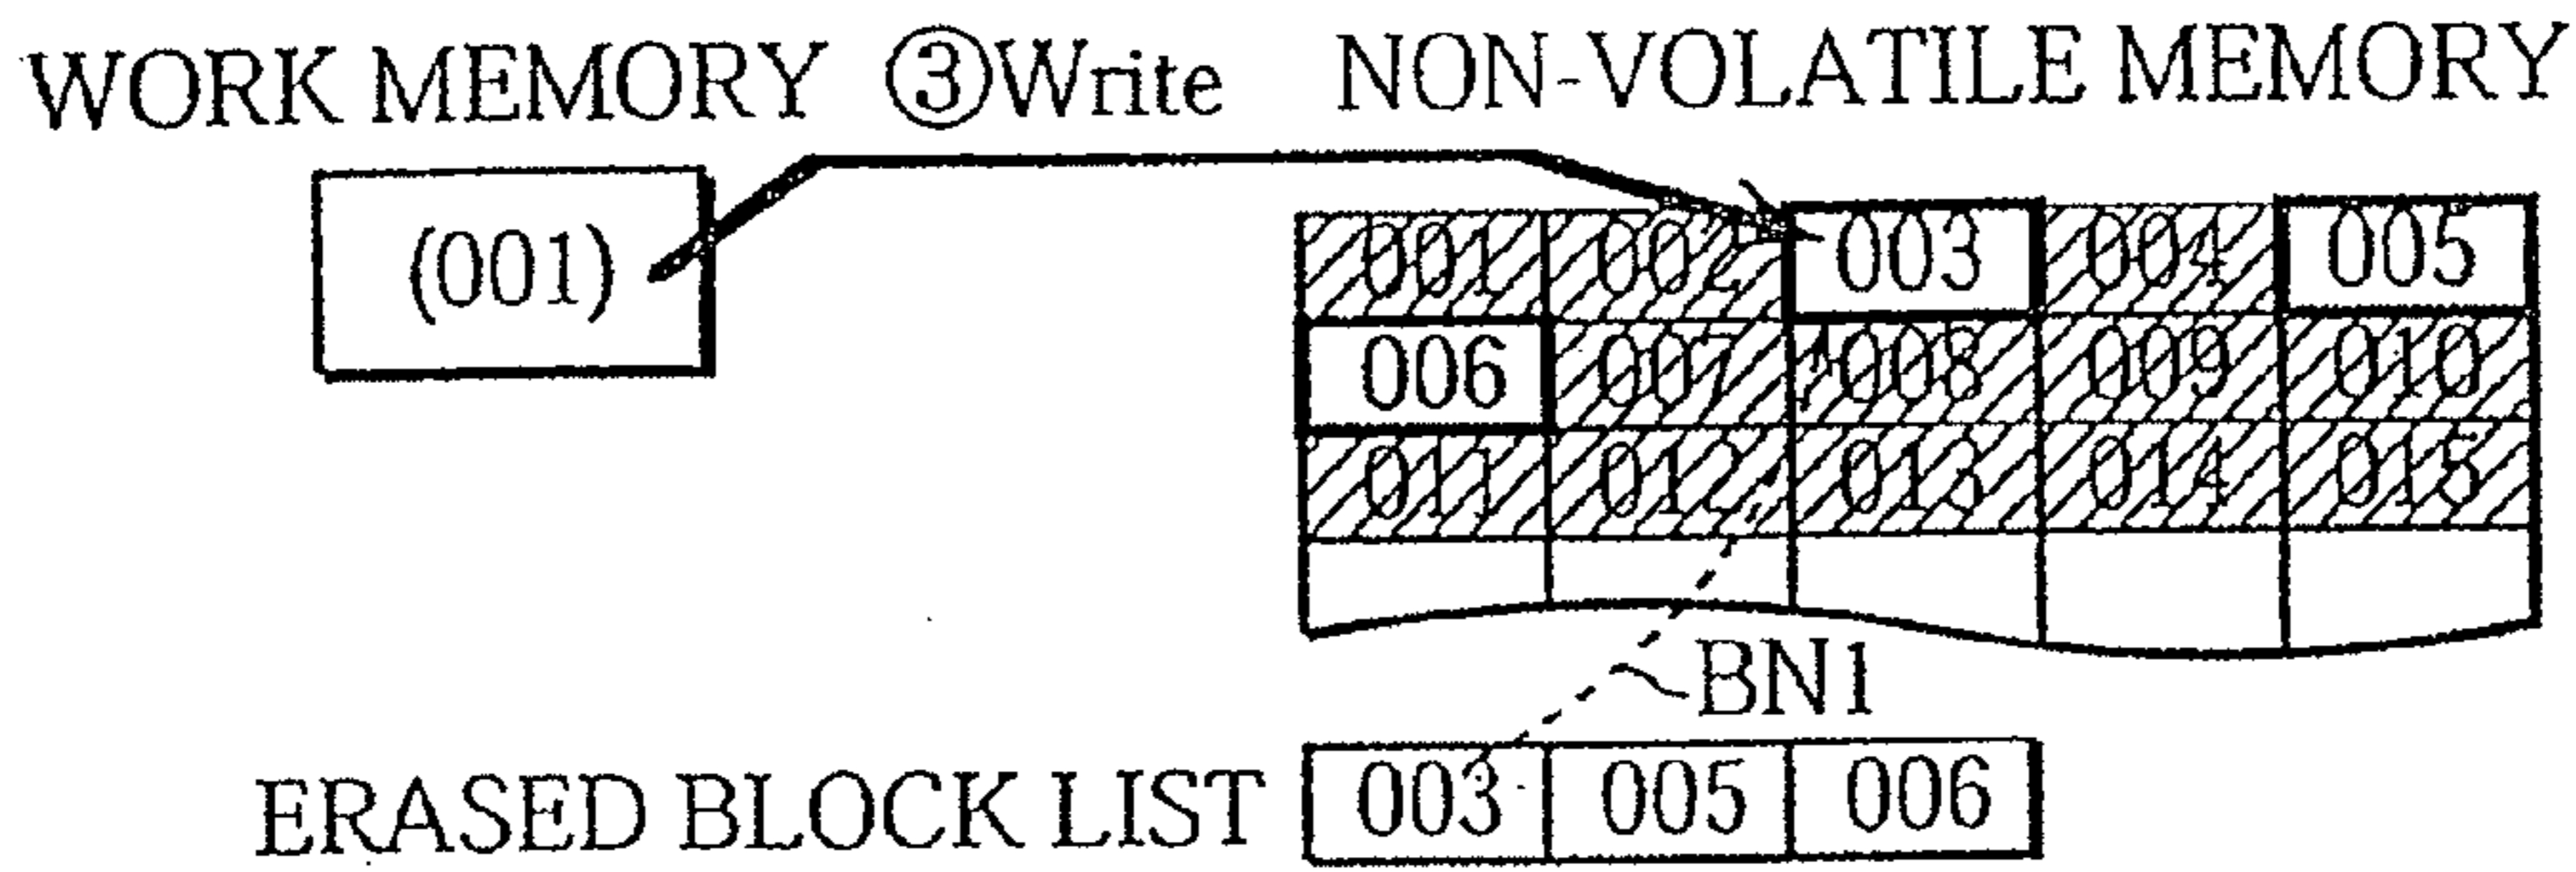 WORK MEMORY ③Write NON-VOLATILE MEMORY
(001)
001 002 003 004 005
006 007 008 009 010
011 012 013 014 015
BN1
ERASED BLOCK LIST 003 005 006